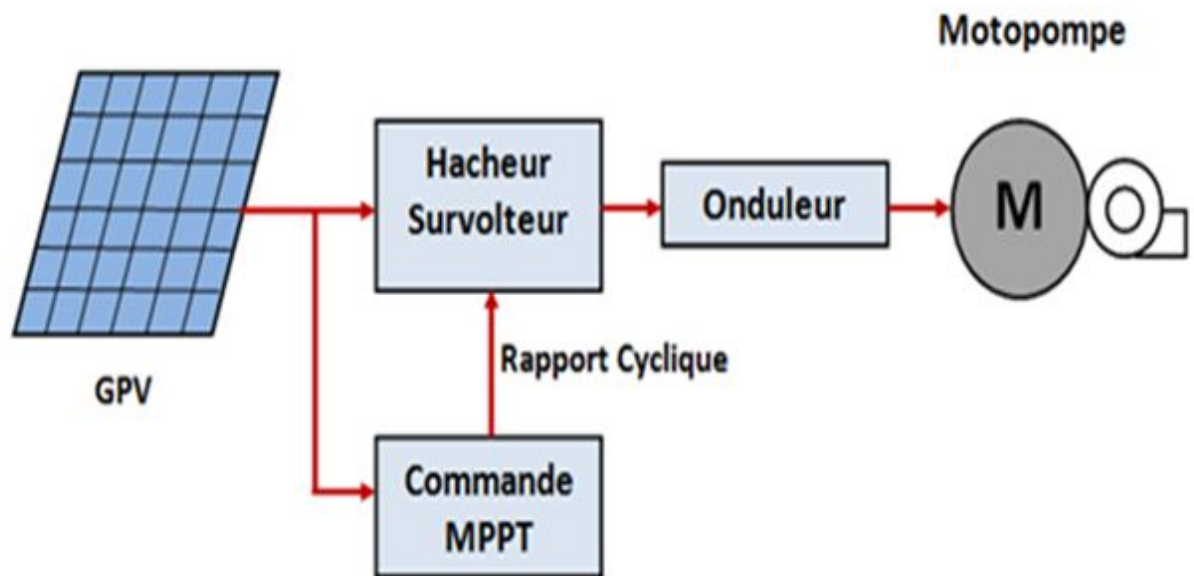 Motopompe
Hacheur
Survolteur
Onduleur
M
Rapport Cyclique
GPV
Commande
MPPT